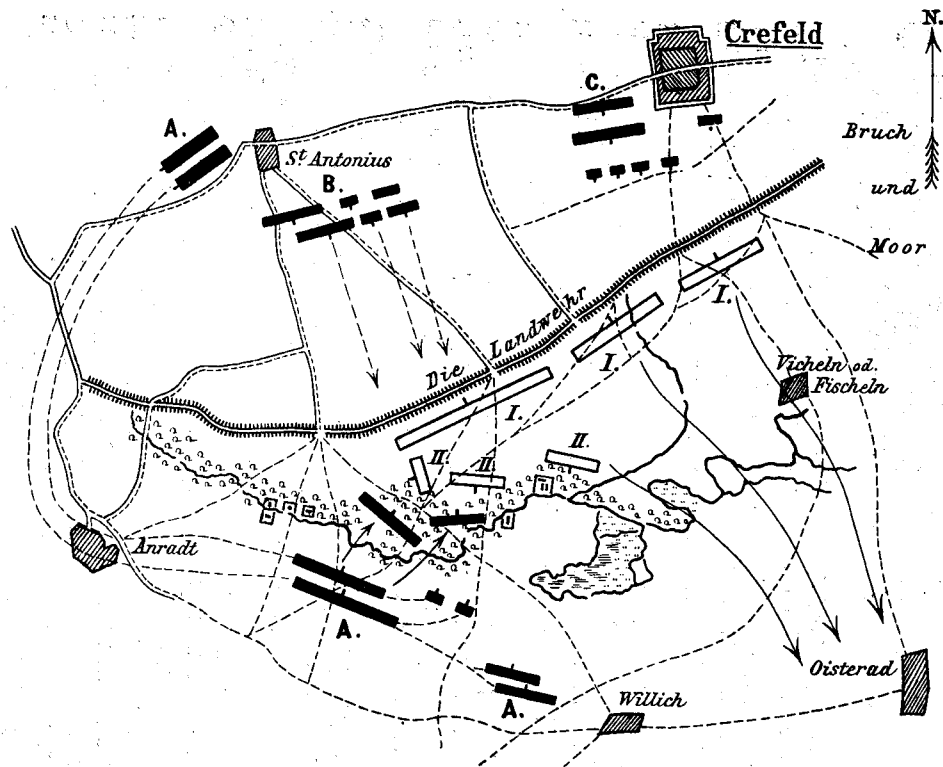 N.
Crefeld
C.
A.
Bruch
und
Moor
St Antonius
B.
Die Landwehr
I.
I.
I.
Vicheln od.
Fischeln
II.
II.
II.
Anradt
A.
A.
Oisterad
Willich